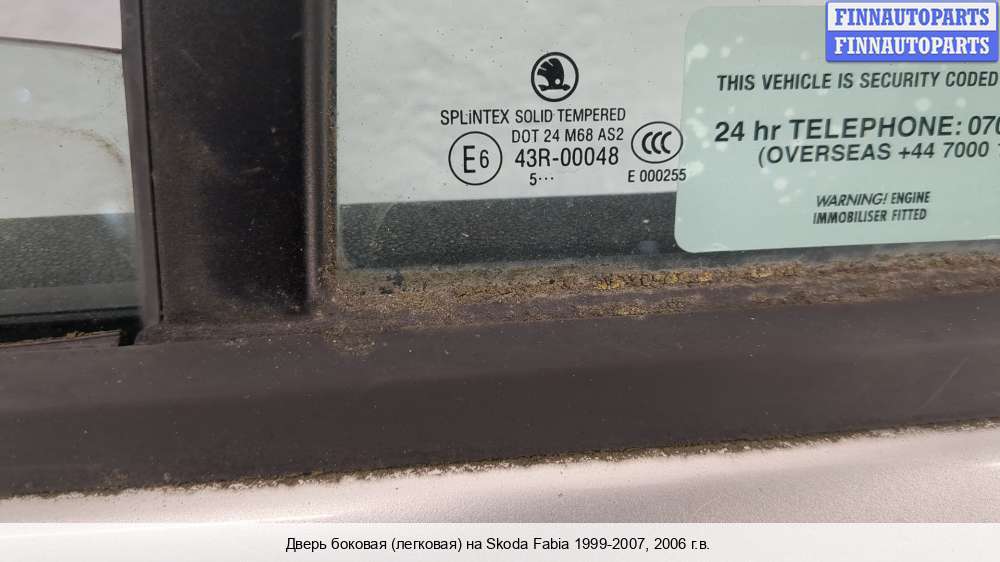 FINNAUTOPARTS
FINNAUTOPARTS
SPLiNTEX SOLID TEMPERED
DOT 24 M68 AS2
E6 43R-00048 CCC
5··· E 000255
THIS VEHICLE IS SECURITY CODED
24 hr TELEPHONE: 070
(OVERSEAS +44 7000
WARNING! ENGINE
IMMOBILISER FITTED
Дверь боковая (легковая) на Skoda Fabia 1999-2007, 2006 г.в.